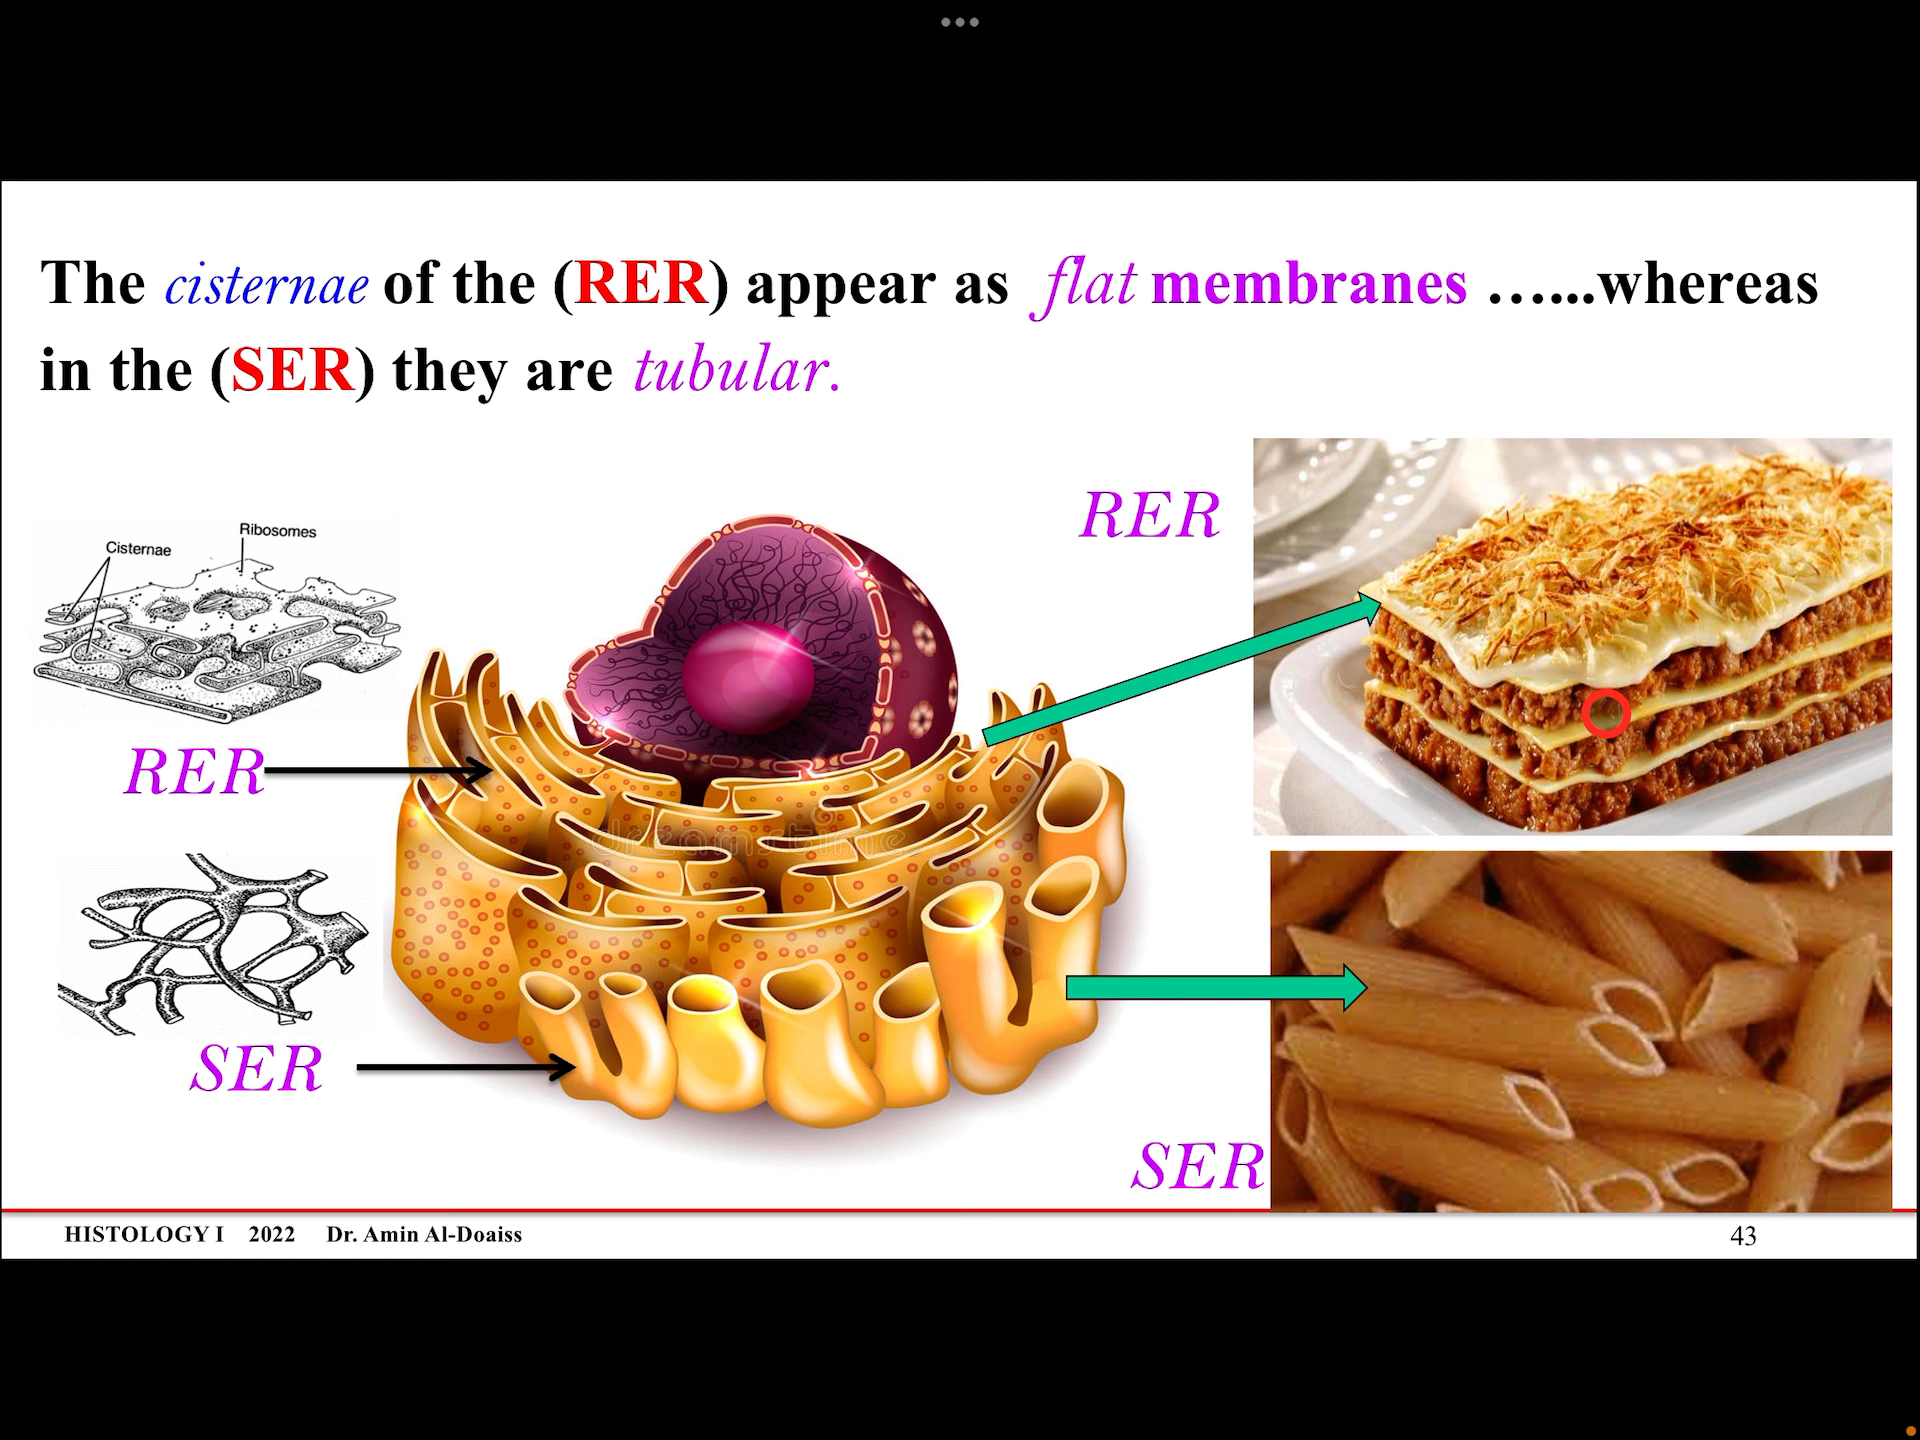 The cisternae of the (RER) appear as flat membranes …...whereas
in the (SER) they are tubular.
RER
Ribosomes
Cisternae
RER
dreamstime
SER
SER
HISTOLOGY I 2022 Dr. Amin Al-Doaiss
43